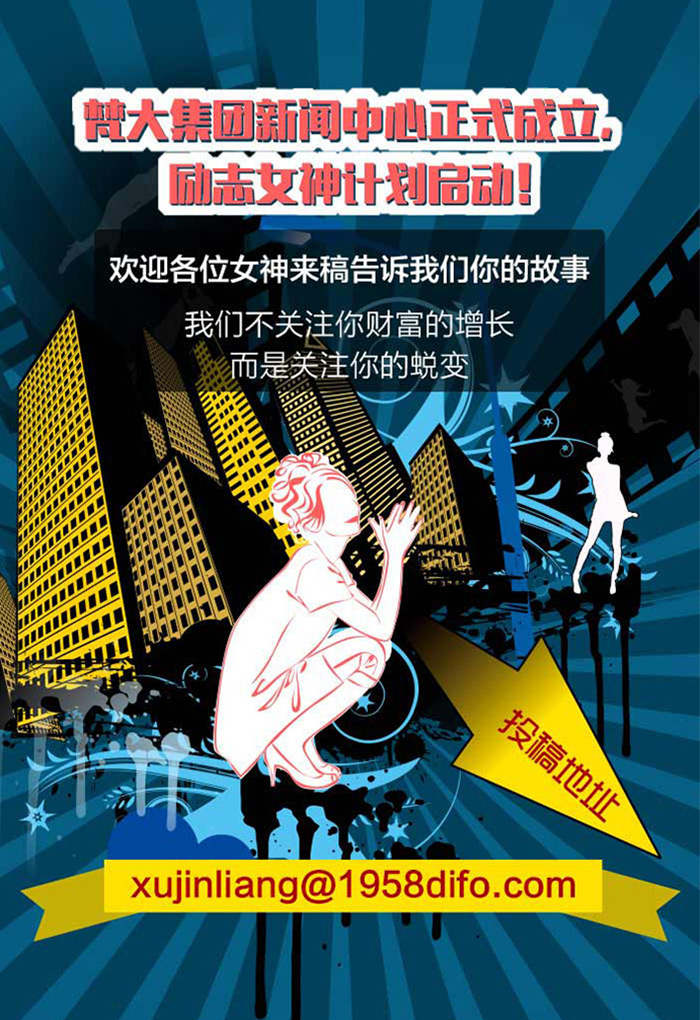 梵大集团新闻中心正式成立,
励志女神计划启动!
欢迎各位女神来稿告诉我们你的故事
我们不关注你财富的增长
而是关注你的蜕变
投稿地址
xujinliang@1958difo.com